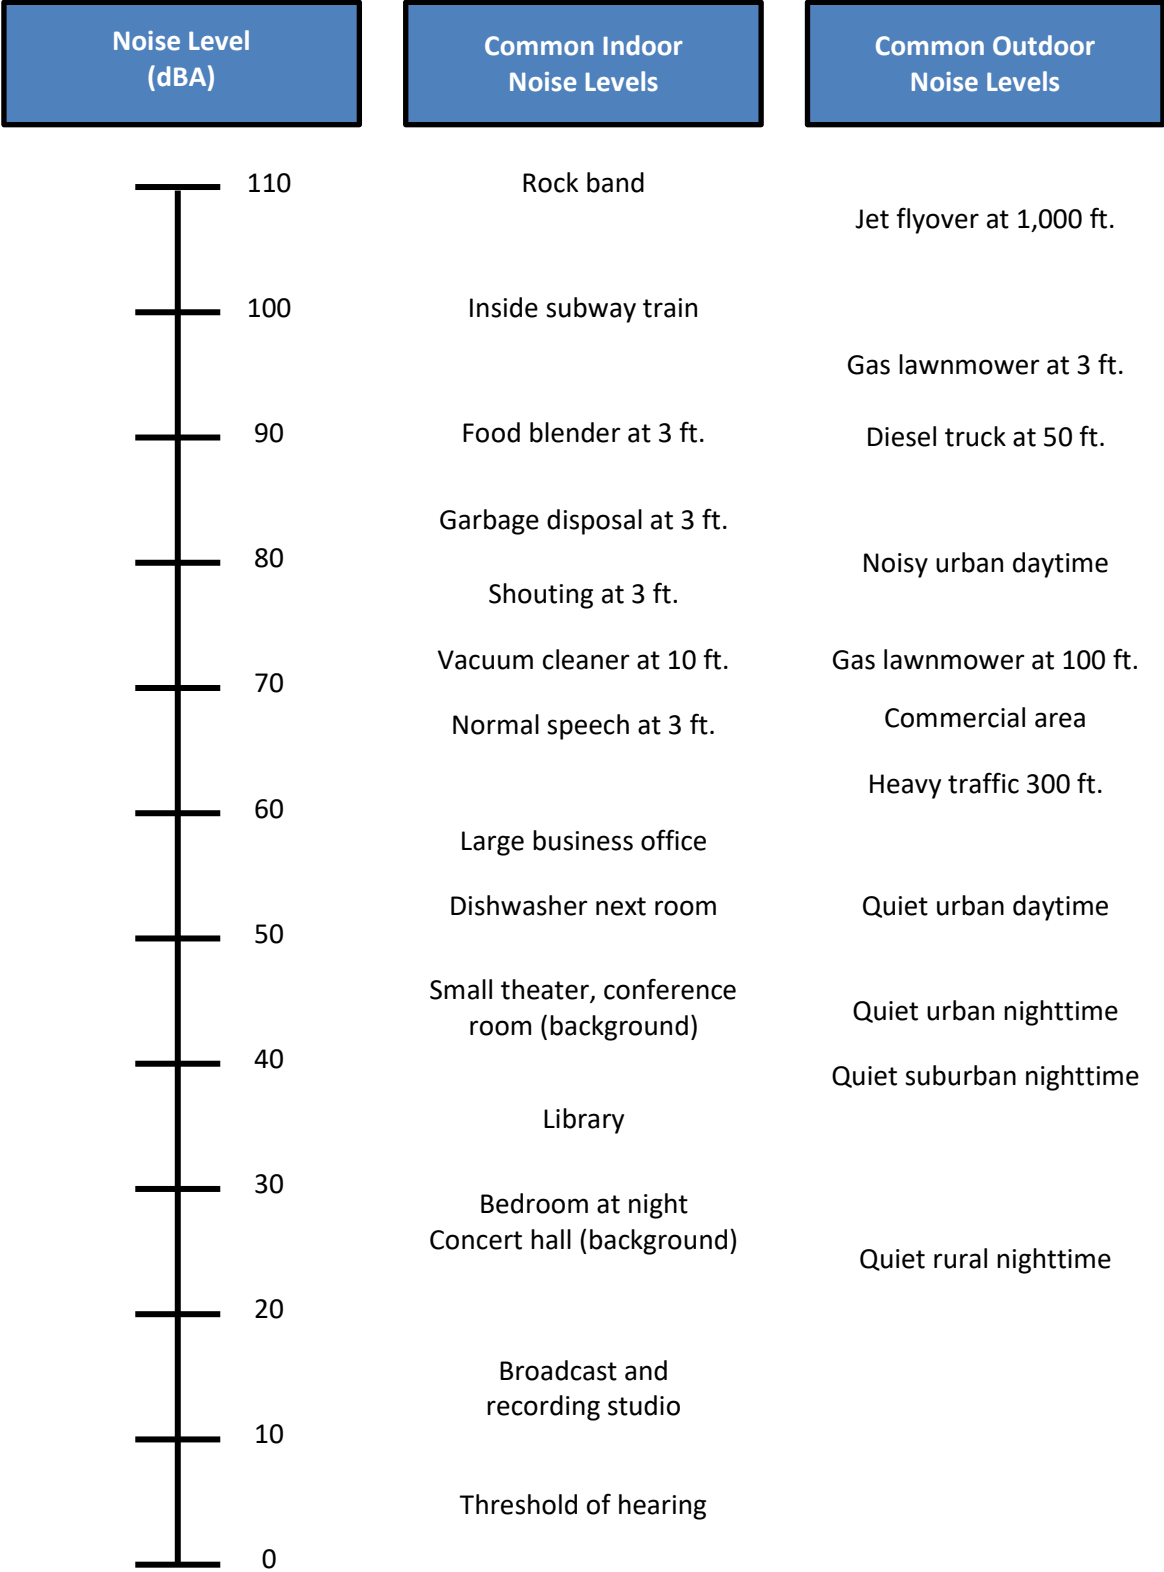 Noise Level
(dBA)
Common Indoor
Noise Levels
Common Outdoor
Noise Levels
110
Rock band
Jet flyover at 1,000 ft.
100
Inside subway train
Gas lawnmower at 3 ft.
90
Food blender at 3 ft.
Diesel truck at 50 ft.
Garbage disposal at 3 ft.
80
Noisy urban daytime
Shouting at 3 ft.
Vacuum cleaner at 10 ft.
Gas lawnmower at 100 ft.
70
Commercial area
Normal speech at 3 ft.
Heavy traffic 300 ft.
60
Large business office
Dishwasher next room
Quiet urban daytime
50
Small theater, conference
room (background)
Quiet urban nighttime
40
Quiet suburban nighttime
Library
30
Bedroom at night
Concert hall (background)
Quiet rural nighttime
20
Broadcast and
recording studio
10
Threshold of hearing
0